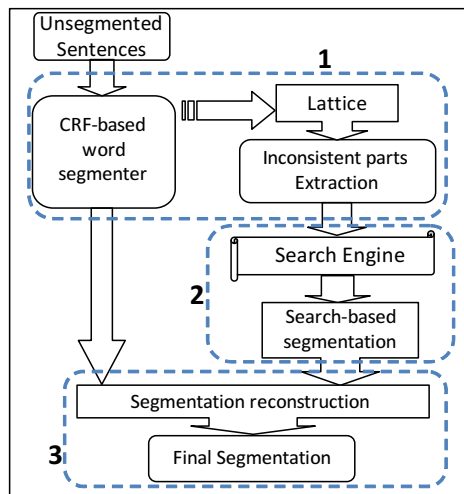 Unsegmented
Sentences
1
CRF-based
word
segmenter
Lattice
Inconsistent parts
Extraction
Search Engine
2
Search-based
segmentation
Segmentation reconstruction
3
Final Segmentation